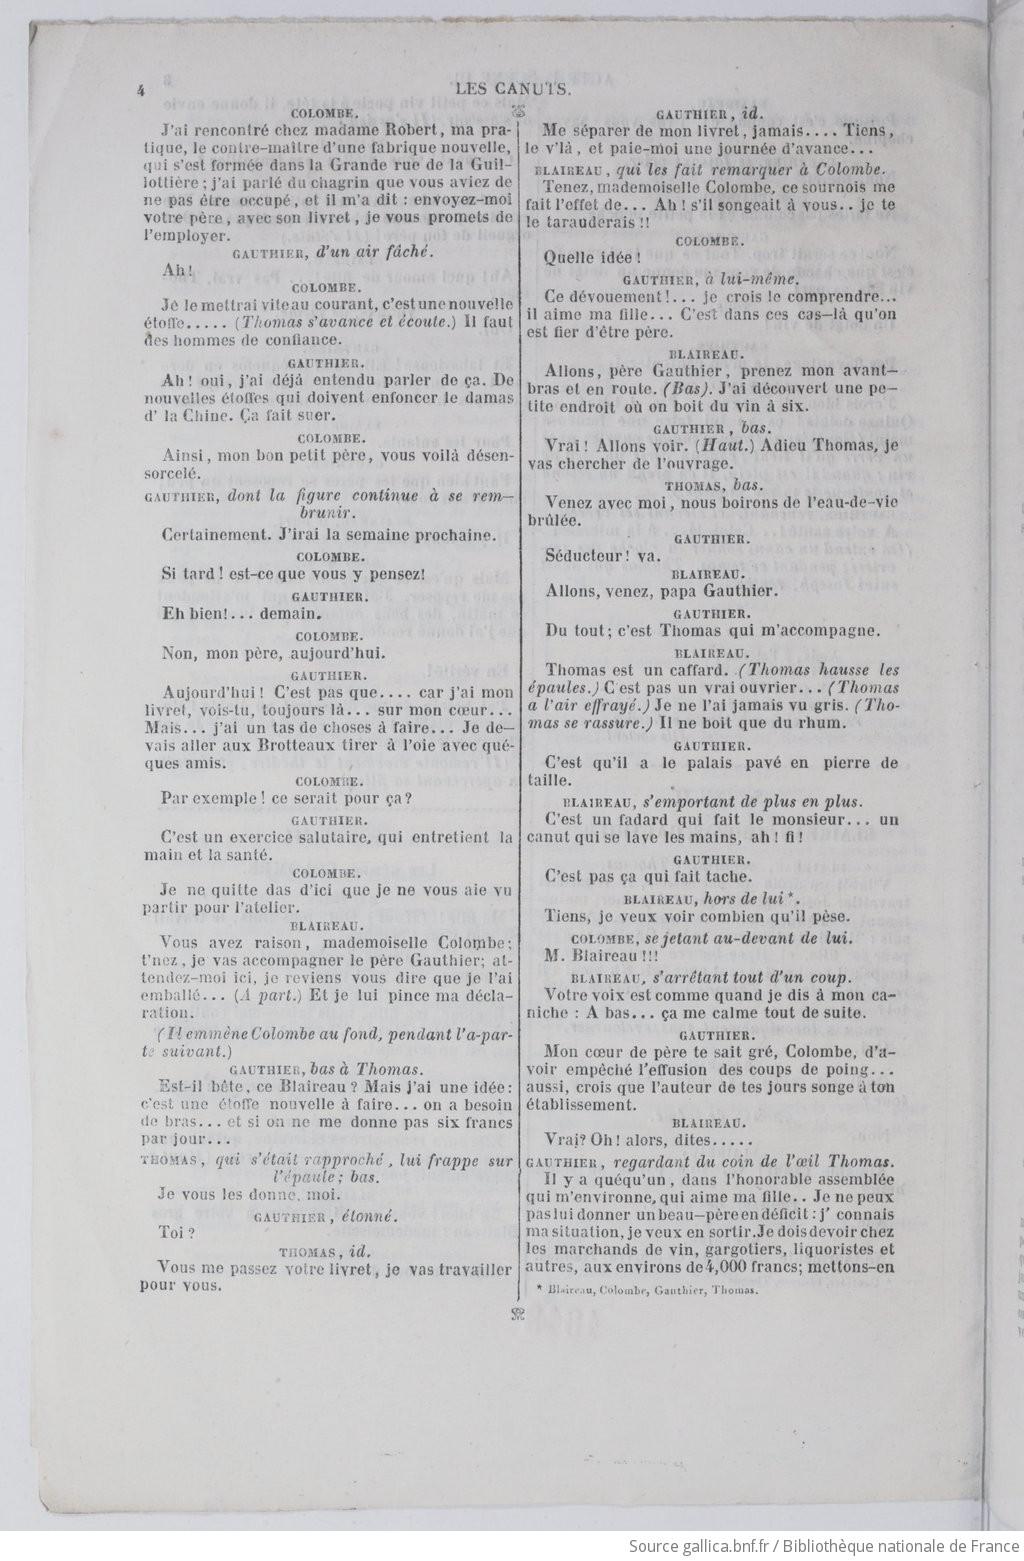 4
LES CANUTS.
COLOMBE.
J'ai rencontré chez madame Robert, ma pra-
tique, le contre-maître d'une fabrique nouvelle,
qui s'est formée dans la Grande rue de la Guil-
lottière ; j'ai parlé du chagrin que vous aviez de
ne pas être occupé, et il m'a dit : envoyez-moi
votre père, avec son livret, je vous promets de
l'employer.
GAUTHIER, d'un air fâché.
Ah!
COLOMBE.
Je le mettrai vite au courant, c'est une nouvelle
étoffe..... (Thomas s'avance et écoute.) Il faut
des hommes de confiance.
GAUTHIER.
Ah! oui, j'ai déjà entendu parler de ça. De
nouvelles étoffes qui doivent enfoncer le damas
d' la Chine. Ça fait suer.
COLOMBE.
Ainsi, mon bon petit père, vous voilà désen-
sorcelé.
GAUTHIER, dont la figure continue à se rem-
brunir.
Certainement. J'irai la semaine prochaine.
COLOMBE.
Si tard! est-ce que vous y pensez!
GAUTHIER.
Eh bien!... demain.
COLOMBE.
Non, mon père, aujourd'hui.
GAUTHIER.
Aujourd'hui! C'est pas que.... car j'ai mon
livret, vois-tu, toujours là... sur mon cœur...
Mais... j'ai un tas de choses à faire... Je de-
vais aller aux Brotteaux tirer à l'oie avec qué-
ques amis.
COLOMBE.
Par exemple! ce serait pour ça?
GAUTHIER.
C'est un exercice salutaire, qui entretient la
main et la santé.
COLOMBE.
Je ne quitte das d'ici que je ne vous aie vu
partir pour l'atelier.
BLAIREAU.
Vous avez raison, mademoiselle Colombe;
t'nez, je vas accompagner le père Gauthier; at-
tendez-moi ici, je reviens vous dire que je l'ai
emballé... (A part.) Et je lui pince ma décla-
ration.
(Il emmène Colombe au fond, pendant l'a-par-
te suivant.)
GAUTHIER, bas à Thomas.
Est-il bête, ce Blaireau? Mais j'ai une idée:
c'est une étoffe nouvelle à faire... on a besoin
de bras... et si on ne me donne pas six francs
par jour...
THOMAS, qui s'était rapproché, lui frappe sur
l'épaule; bas.
Je vous les donne, moi.
GAUTHIER, étonné.
Toi?
THOMAS, id.
Vous me passez votre livret, je vas travailler
pour vous.
GAUTHIER, id.
Me séparer de mon livret, jamais.... Tiens,
le v'là, et paie-moi une journée d'avance...
BLAIREAU, qui les fait remarquer à Colombe.
Tenez, mademoiselle Colombe, ce sournois me
fait l'effet de... Ah! s'il songeait à vous.. je te
le tarauderais!!
COLOMBE.
Quelle idée!
GAUTHIER, à lui-même.
Ce dévouement!... je crois le comprendre...
il aime ma fille... C'est dans ces cas-là qu'on
est fier d'être père.
BLAIREAU.
Allons, père Gauthier, prenez mon avant-
bras et en route. (Bas). J'ai découvert une pe-
tite endroit où on boit du vin à six.
GAUTHIER, bas.
Vrai! Allons voir. (Haut.) Adieu Thomas, je
vas chercher de l'ouvrage.
THOMAS, bas.
Venez avec moi, nous boirons de l'eau-de-vie
brûlée.
GAUTHIER.
Séducteur! va.
BLAIREAU.
Allons, venez, papa Gauthier.
GAUTHIER.
Du tout; c'est Thomas qui m'accompagne.
BLAIREAU.
Thomas est un caffard. (Thomas hausse les
épaules.) C'est pas un vrai ouvrier... (Thomas
a l'air effrayé.) Je ne l'ai jamais vu gris. (Tho-
mas se rassure.) Il ne boit que du rhum.
GAUTHIER.
C'est qu'il a le palais pavé en pierre de
taille.
BLAIREAU, s'emportant de plus en plus.
C'est un fadard qui fait le monsieur... un
canut qui se lave les mains, ah! fi!
GAUTHIER.
C'est pas ça qui fait tache.
BLAIREAU, hors de lui*.
Tiens, je veux voir combien qu'il pèse.
COLOMBE, se jetant au-devant de lui.
M. Blaireau!!!
BLAIREAU, s'arrêtant tout d'un coup.
Votre voix est comme quand je dis à mon ca-
niche : A bas... ça me calme tout de suite.
GAUTHIER.
Mon cœur de père te sait gré, Colombe, d'a-
voir empêché l'effusion des coups de poing...
aussi, crois que l'auteur de tes jours songe à ton
établissement.
BLAIREAU.
Vrai? Oh! alors, dites.....
GAUTHIER, regardant du coin de l'œil Thomas.
Il y a quéqu'un, dans l'honorable assemblée
qui m'environne, qui aime ma fille.. Je ne peux
pas lui donner un beau-père en déficit : j' connais
ma situation, je veux en sortir. Je dois devoir chez
les marchands de vin, gargotiers, liquoristes et
autres, aux environs de 4,000 francs; mettons-en
* Blaireau, Colombe, Gauthier, Thomas.
Source gallica.bnf.fr / Bibliothèque nationale de France